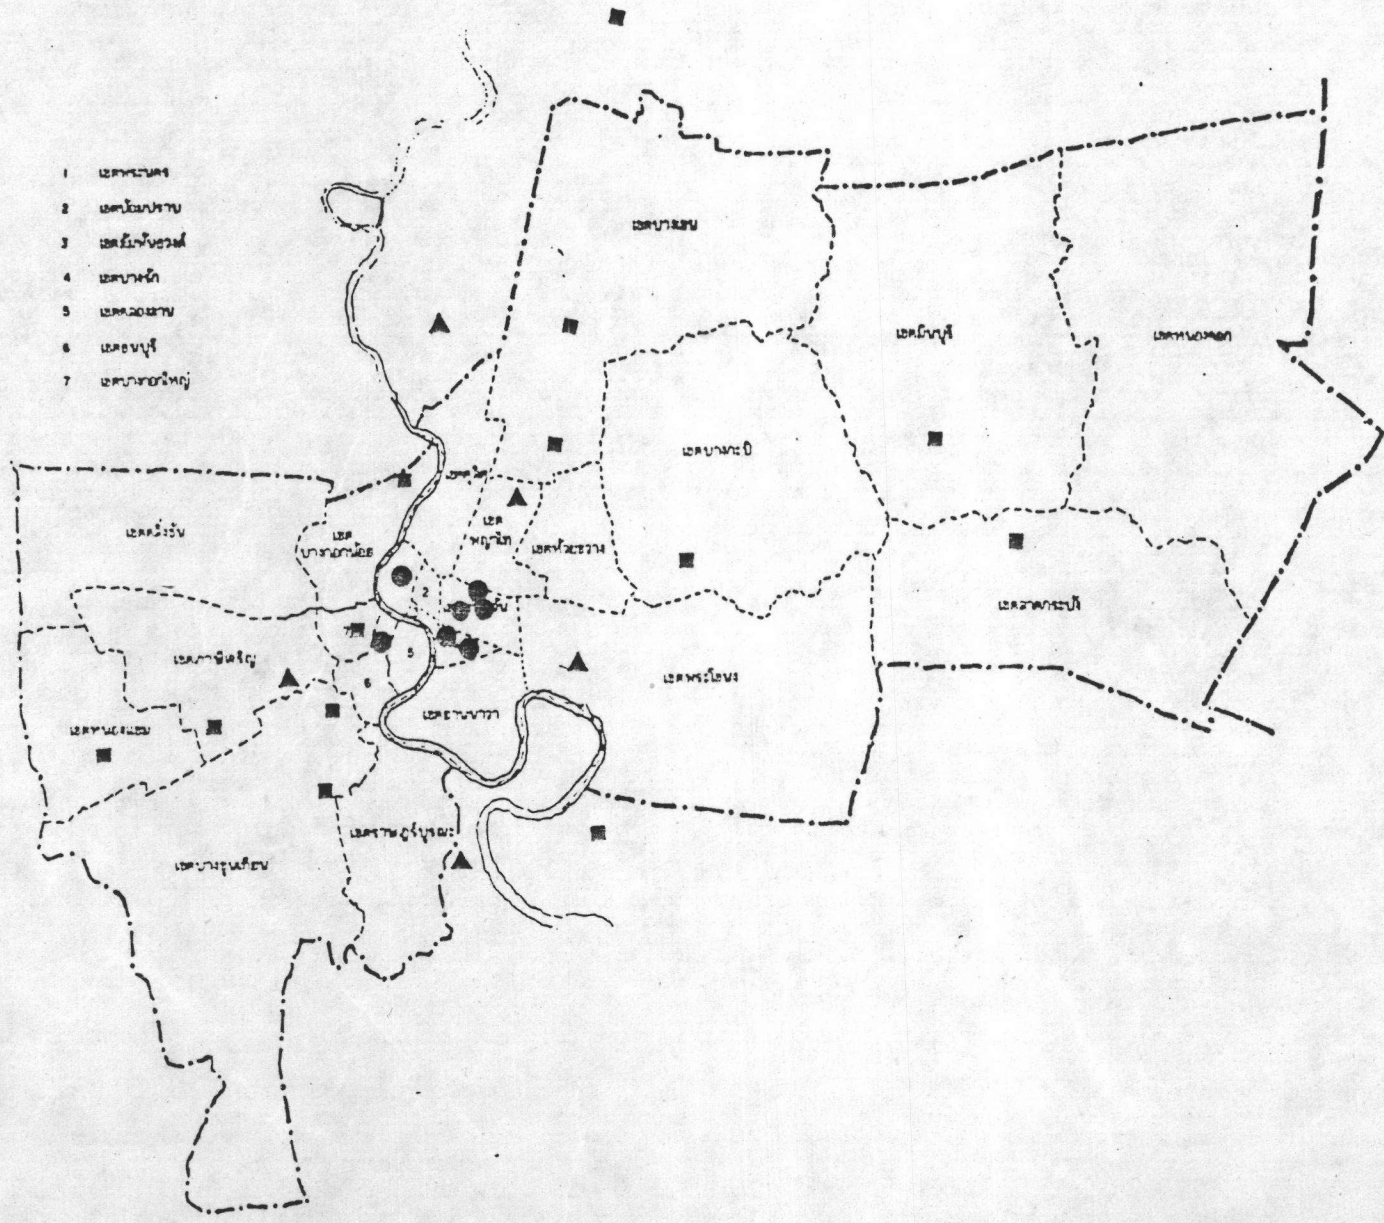 1 เขตพระนคร
2 เขตป้อมปราบ
3 เขตสัมพันธวงศ์
4 เขตบางรัก
5 เขตคลองสาน
6 เขตธนบุรี
7 เขตบางกอกใหญ่
เขตบางเขน
เขตมีนบุรี
เขตหนองจอก
เขตบางกะปิ
เขตดุสิต
เขตตลิ่งชัน
เขต
บางกอกน้อย
เขต
พญาไท
เขตห้วยขวาง
2
เขตลาดกระบัง
7
5
เขตภาษีเจริญ
6
เขตพระโขนง
เขตยานนาวา
เขตหนองแขม
เขตราษฎร์บูรณะ
เขตบางขุนเทียน